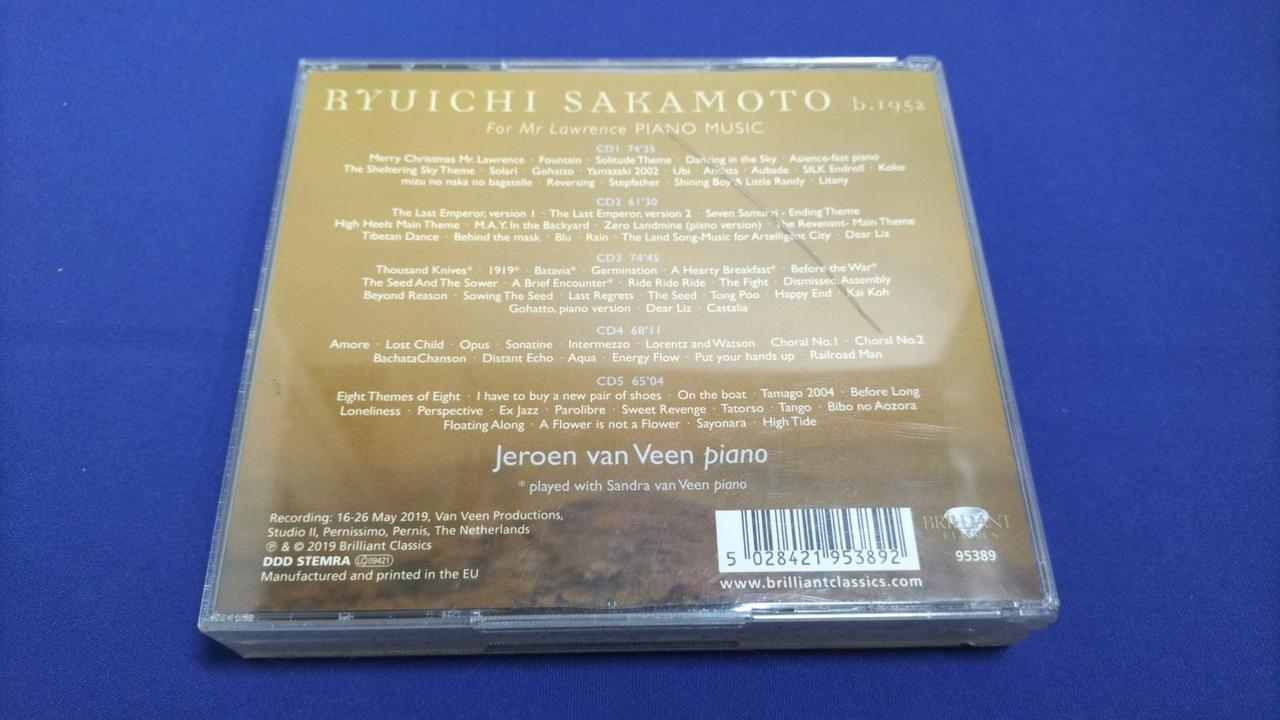 RYUICHI SAKAMOTO b.1952
For Mr Lawrence PIANO MUSIC
CD1 74'35
Merry Christmas Mr. Lawrence · Fountain · Solitude Theme · Dancing in the Sky · Asience-fast piano
The Sheltering Sky Theme · Solari · Gohatto · Yamazaki 2002 · Ubi · Andata · Aubade · SILK Endroll · Koko
mizu no naka no bagatelle · Reversing · Stepfather · Shining Boy & Little Randy · Litany
CD2 61'30
The Last Emperor, version 1 · The Last Emperor, version 2 · Seven Samurai - Ending Theme
High Heels Main Theme · M.A.Y. In the Backyard · Zero Landmine (piano version) · The Revenant- Main Theme
Tibetan Dance · Behind the mask · Blu · Rain · The Land Song-Music for Artelligent City · Dear Liz
CD3 74'45
Thousand Knives* · 1919* · Batavia* · Germination · A Hearty Breakfast* · Before the War*
The Seed And The Sower · A Brief Encounter* · Ride Ride Ride · The Fight · Dismissed Assembly
Beyond Reason · Sowing The Seed · Last Regrets · The Seed · Tong Poo · Happy End · Kai Koh
Gohatto, piano version · Dear Liz · Castalia
CD4 68'11
Amore · Lost Child · Opus · Sonatine · Intermezzo · Lorentz and Watson · Choral No.1 · Choral No.2
BachataChanson · Distant Echo · Aqua · Energy Flow · Put your hands up · Railroad Man
CD5 65'04
Eight Themes of Eight · I have to buy a new pair of shoes · On the boat · Tamago 2004 · Before Long
Loneliness · Perspective · Ex Jazz · Parolibre · Sweet Revenge · Tatorso · Tango · Bibo no Aozora
Floating Along · A Flower is not a Flower · Sayonara · High Tide
Jeroen van Veen piano
* played with Sandra van Veen piano
Recording: 16-26 May 2019, Van Veen Productions,
Studio II, Pernissimo, Pernis, The Netherlands
℗ & © 2019 Brilliant Classics
DDD STEMRA LC 09421
Manufactured and printed in the EU
5 028421 953892
www.brilliantclassics.com
BRILLIANT
CLASSICS
95389